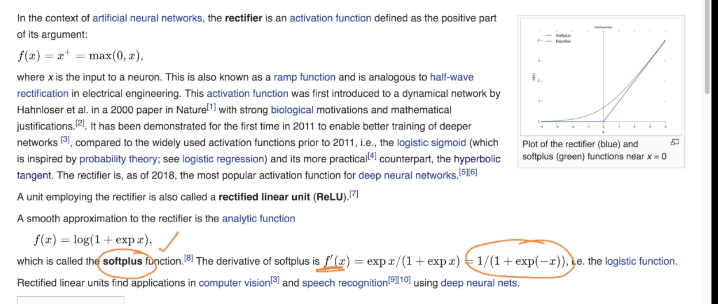 In the context of artificial neural networks, the rectifier is an activation function defined as the positive part
of its argument:
f(x) = x⁺ = max(0, x),
where x is the input to a neuron. This is also known as a ramp function and is analogous to half-wave
rectification in electrical engineering. This activation function was first introduced to a dynamical network by
Hahnloser et al. in a 2000 paper in Nature[1] with strong biological motivations and mathematical
justifications.[2]. It has been demonstrated for the first time in 2011 to enable better training of deeper
networks [3], compared to the widely used activation functions prior to 2011, i.e., the logistic sigmoid (which
is inspired by probability theory; see logistic regression) and its more practical[4] counterpart, the hyperbolic
tangent. The rectifier is, as of 2018, the most popular activation function for deep neural networks.[5][6]
Softplus
Rectifier
Plot of the rectifier (blue) and
softplus (green) functions near x = 0
A unit employing the rectifier is also called a rectified linear unit (ReLU).[7]
A smooth approximation to the rectifier is the analytic function
f(x) = log(1 + exp x),
which is called the softplus function.[8] The derivative of softplus is f′(x) = exp x/(1 + exp x) = 1/(1 + exp(−x)), i.e. the logistic function.
Rectified linear units find applications in computer vision[3] and speech recognition[9][10] using deep neural nets.